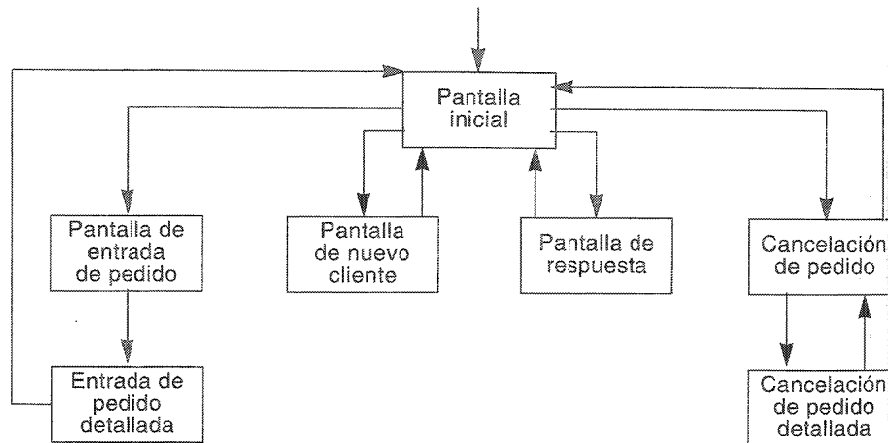 Pantalla
inicial
Pantalla de
entrada
de pedido
Pantalla
de nuevo
cliente
Pantalla de
respuesta
Cancelación
de pedido
Entrada de
pedido
detallada
Cancelación
de pedido
detallada